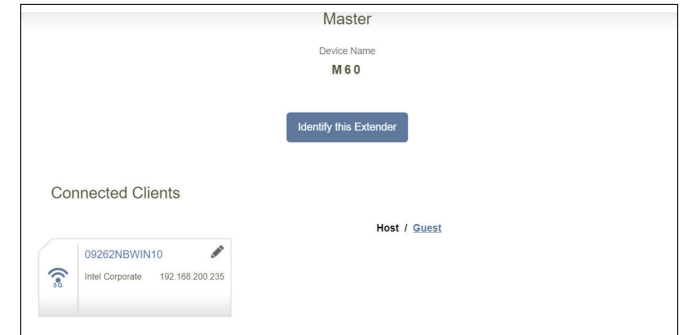 Master
Device Name
M60
Identify this Extender
Connected Clients
Host / Guest
09262NBWIN10
5G
Intel Corporate 192.168.200.235